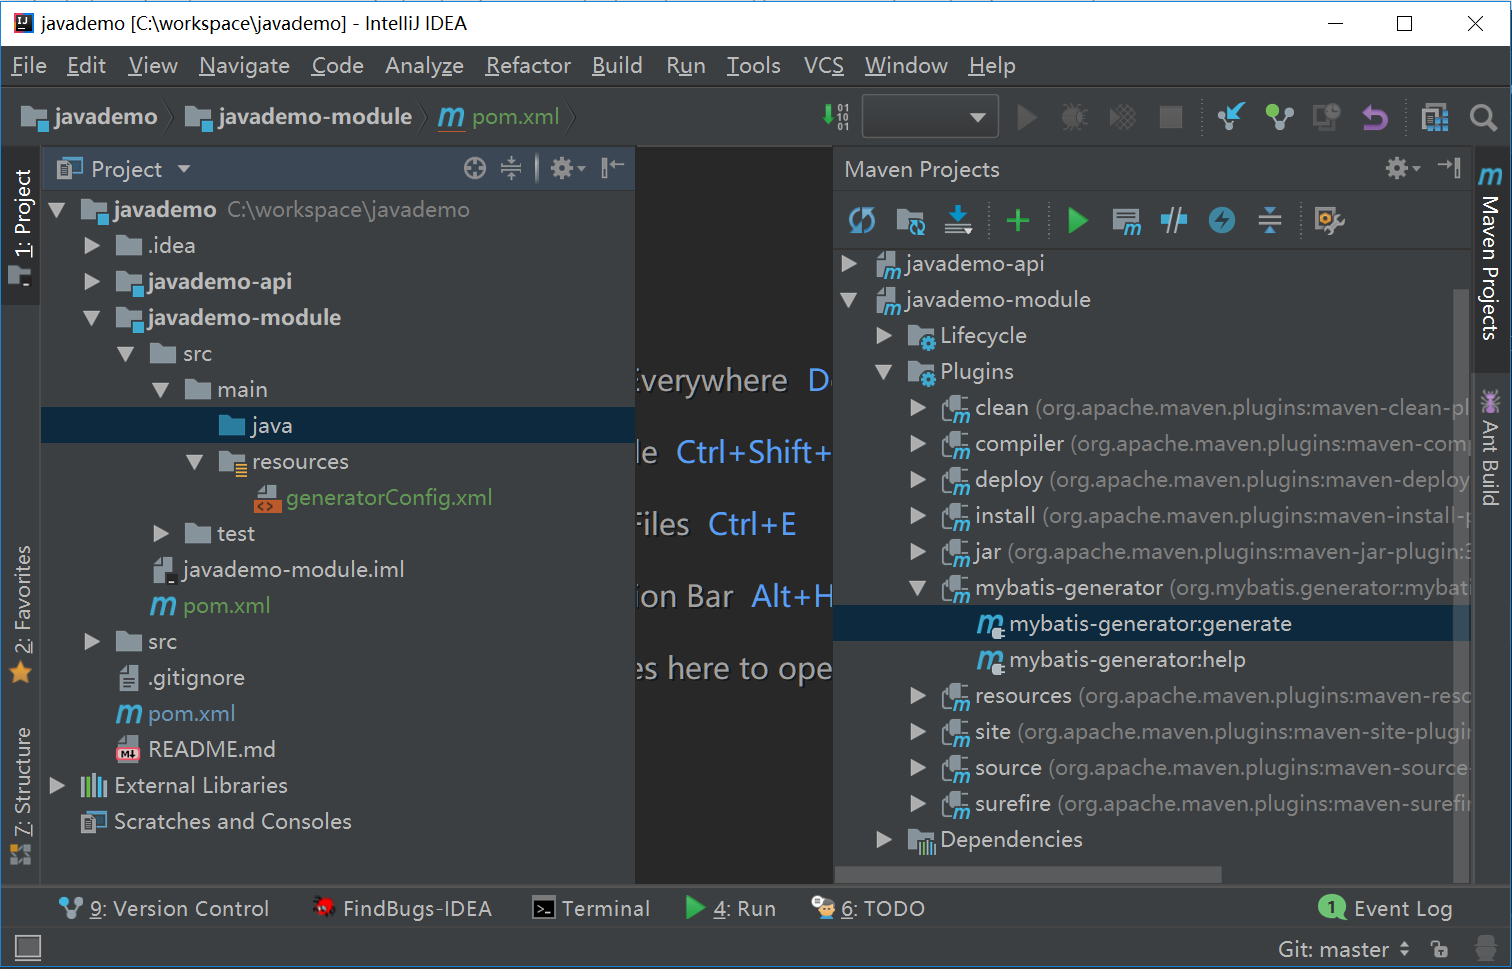 javademo [C:\workspace\javademo] - IntelliJ IDEA
File Edit View Navigate Code Analyze Refactor Build Run Tools VCS Window Help
javademo javademo-module pom.xml
Project
Maven Projects
1: Project
2: Favorites
7: Structure
javademo C:\workspace\javademo
.idea
javademo-api
javademo-module
src
main
java
resources
generatorConfig.xml
test
javademo-module.iml
pom.xml
src
.gitignore
pom.xml
README.md
External Libraries
Scratches and Consoles
Everywhere
Ctrl+Shift+
Files Ctrl+E
ion Bar Alt+H
es here to ope
javademo-api
javademo-module
Lifecycle
Plugins
clean (org.apache.maven.plugins:maven-clean-pl
compiler (org.apache.maven.plugins:maven-com
deploy (org.apache.maven.plugins:maven-deploy
install (org.apache.maven.plugins:maven-install-p
jar (org.apache.maven.plugins:maven-jar-plugin:3
mybatis-generator (org.mybatis.generator:mybati
mybatis-generator:generate
mybatis-generator:help
resources (org.apache.maven.plugins:maven-reso
site (org.apache.maven.plugins:maven-site-plugi
source (org.apache.maven.plugins:maven-source-
surefire (org.apache.maven.plugins:maven-surefi
Dependencies
Maven Projects
Ant Build
9: Version Control FindBugs-IDEA Terminal 4: Run 6: TODO 1 Event Log
Git: master